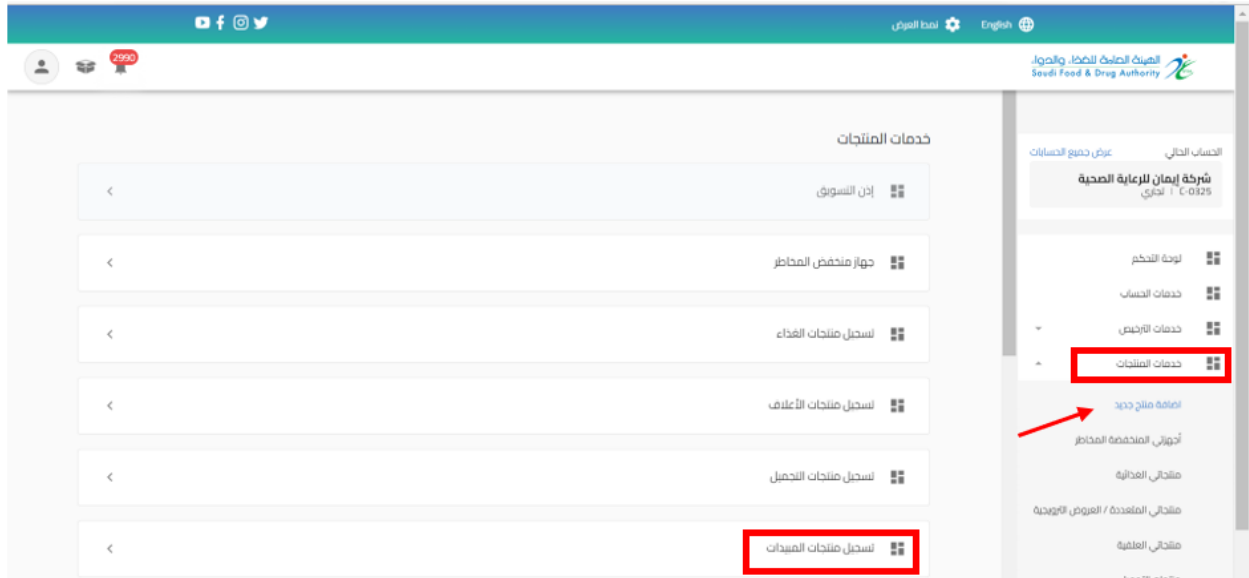 English
نمط العرض
2990
الهيئة العامة للغذاء والدواء
Saudi Food & Drug Authority
الحساب الحالي
عرض جميع الحسابات
شركة إيمان للرعاية الصحية
C-0325 | تجاري
لوحة التحكم
خدمات الحساب
خدمات الترخيص
خدمات المنتجات
اضافة منتج جديد
أجهزتي المنخفضة المخاطر
منتجاتي الغذائية
منتجاتي المتعددة / العروض الترويجية
منتجاتي العلفية
خدمات المنتجات
إذن التسويق
جهاز منخفض المخاطر
تسجيل منتجات الغذاء
تسجيل منتجات الأعلاف
تسجيل منتجات التجميل
تسجيل منتجات المبيدات